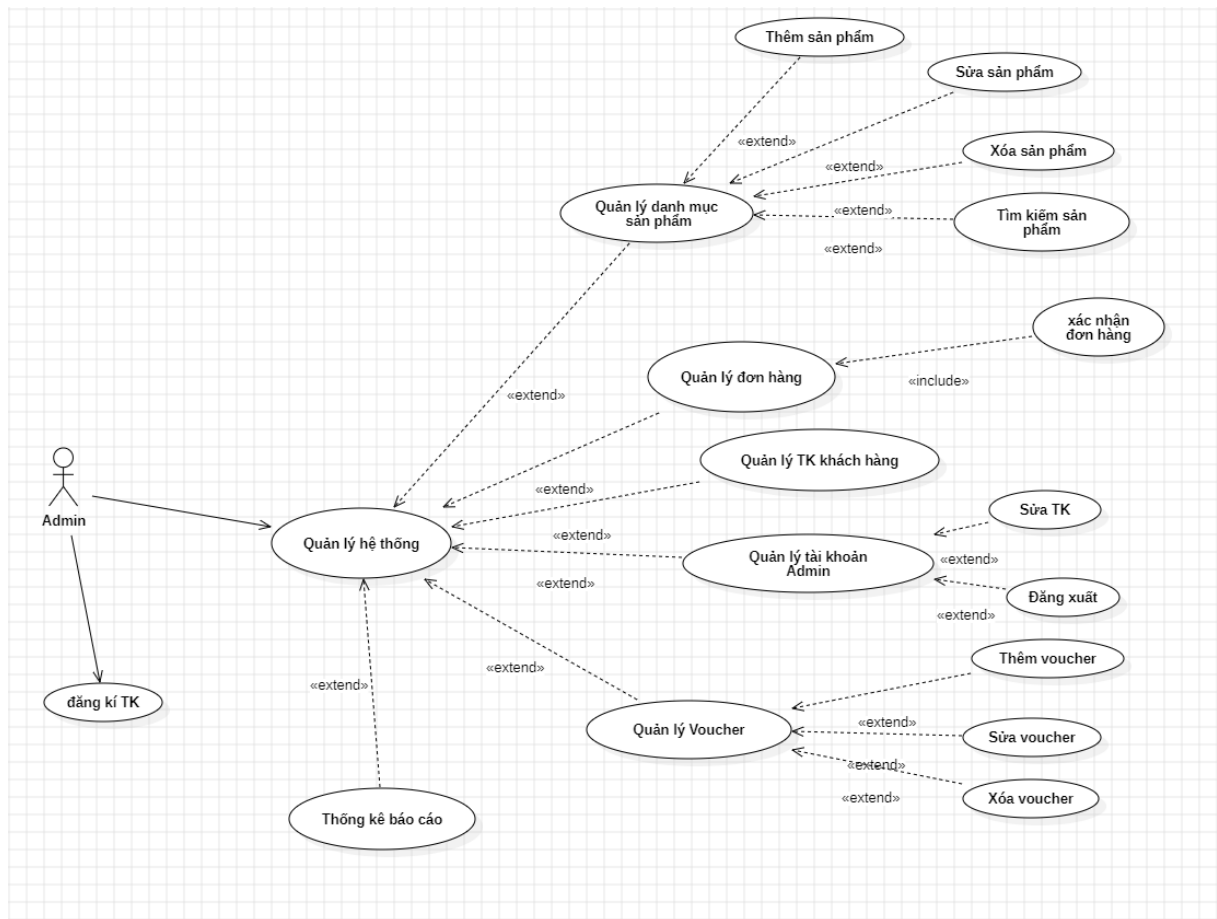 Thêm sản phẩm
Sửa sản phẩm
«extend»
Xóa sản phẩm
«extend»
Quản lý danh mục
sản phẩm
«extend»
Tìm kiếm sản
phẩm
«extend»
xác nhận
đơn hàng
Quản lý đơn hàng
«include»
«extend»
Quản lý TK khách hàng
«extend»
Sửa TK
Admin
Quản lý hệ thống
«extend»
Quản lý tài khoản
Admin
«extend»
«extend»
Đăng xuất
«extend»
Thêm voucher
«extend»
«extend»
đăng kí TK
Quản lý Voucher
«extend»
Sửa voucher
«extend»
«extend»
Xóa voucher
Thống kê báo cáo